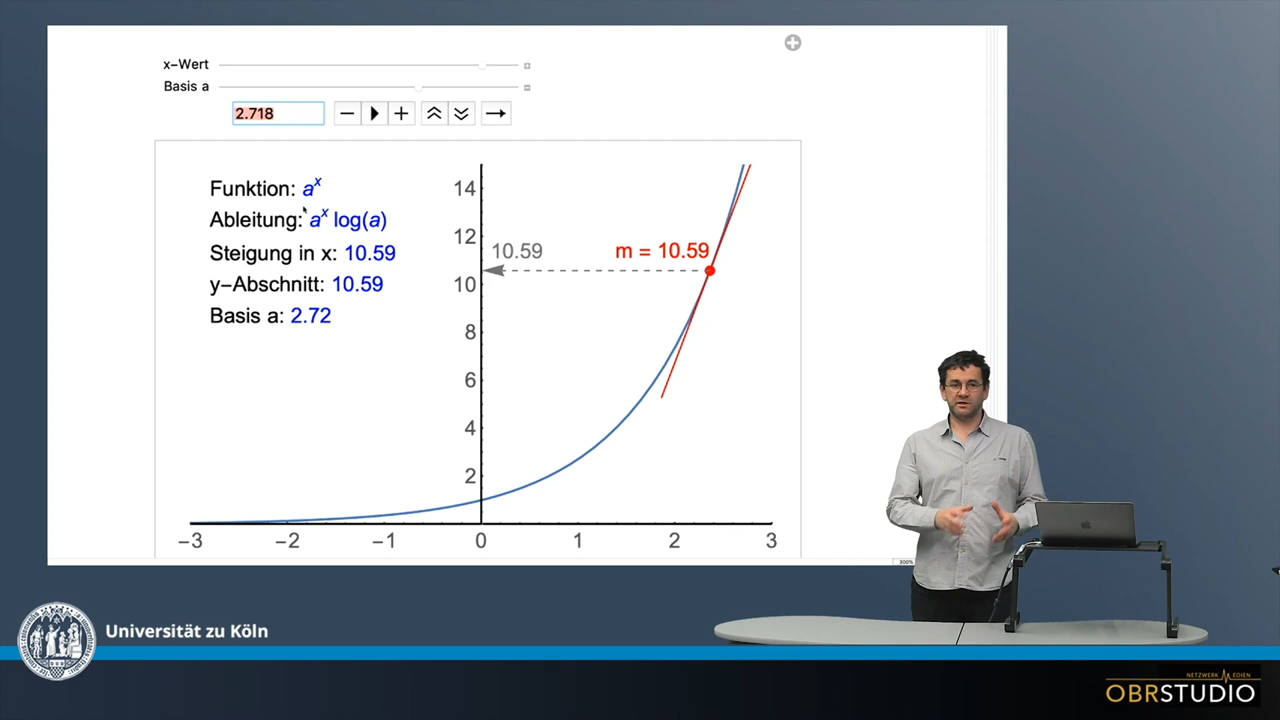 x-Wert
Basis a
2.718
Funktion: a^x
Ableitung: a^x log(a)
Steigung in x: 10.59
y-Abschnitt: 10.59
Basis a: 2.72
14
12
10
8
6
4
2
10.59
m = 10.59
-3 -2 -1 0 1 2 3
300%
Universität zu Köln
NETZWERK MEDIEN
OBRSTUDIO